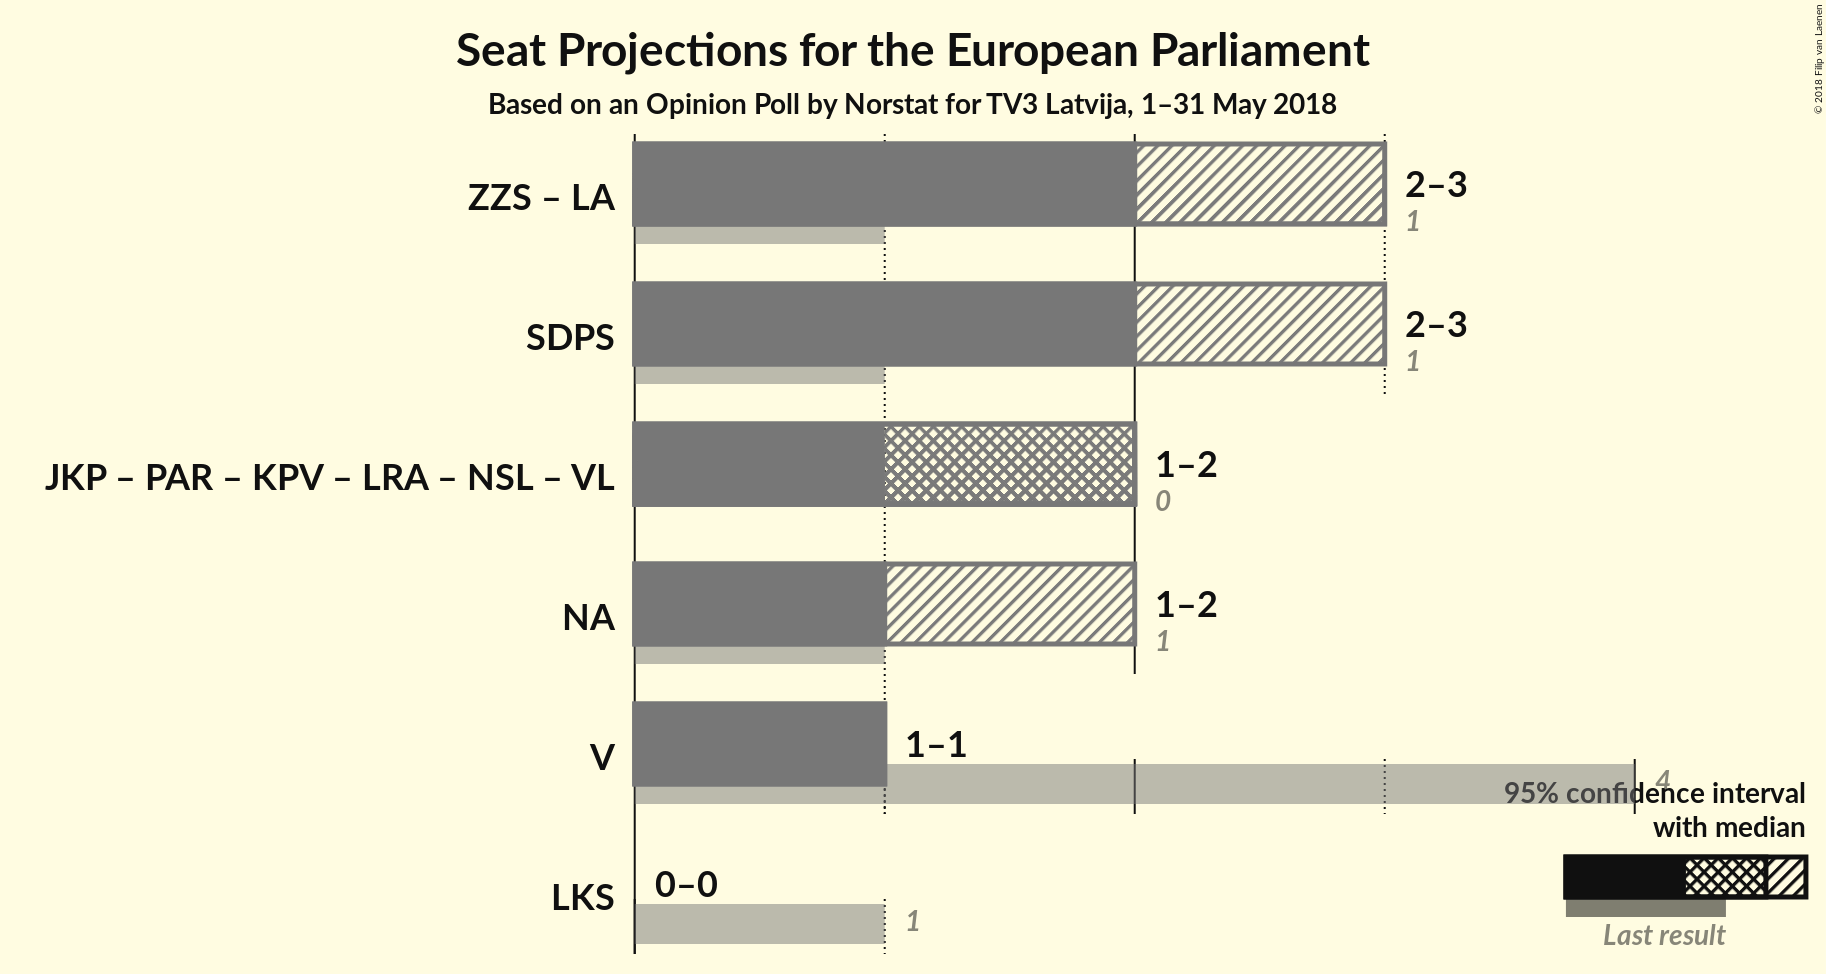 Seat Projections for the European Parliament
Based on an Opinion Poll by Norstat for TV3 Latvija, 1–31 May 2018
© 2018 Filip van Laenen
ZZS – LA
2–3
1
SDPS
2–3
1
JKP – PAR – KPV – LRA – NSL – VL
1–2
0
NA
1–2
1
V
1–1
4
LKS
0–0
1
95% confidence interval
with median
Last result